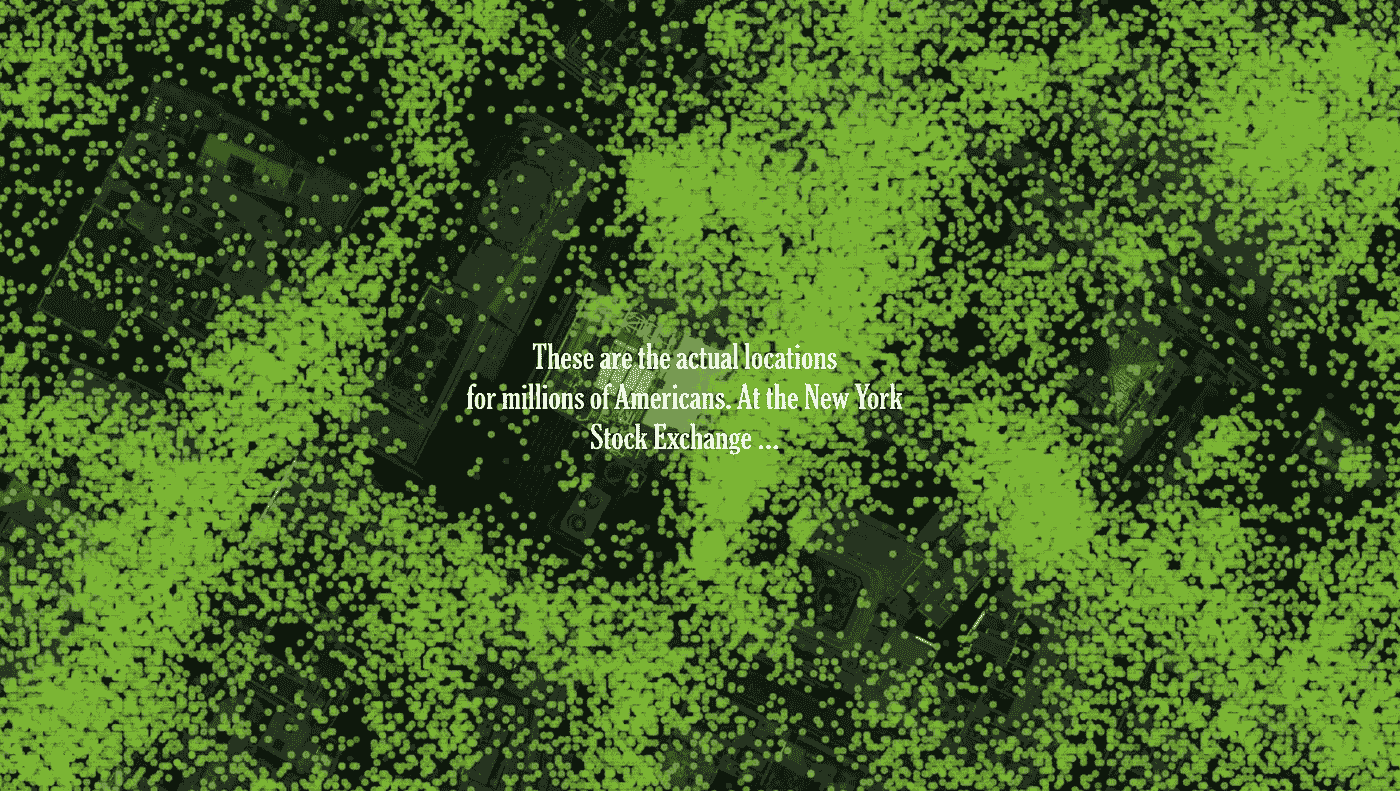 These are the actual locations
for millions of Americans. At the New York
Stock Exchange ...